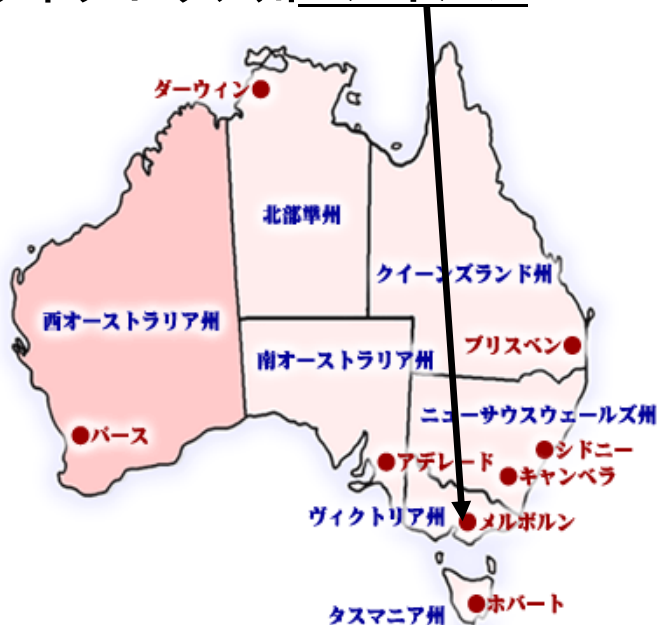 ダーウィン
北部準州
クイーンズランド州
西オーストラリア州
南オーストラリア州
ブリスベン
ニューサウスウェールズ州
パース
シドニー
アデレード
キャンベラ
ヴィクトリア州
メルボルン
ホバート
タスマニア州